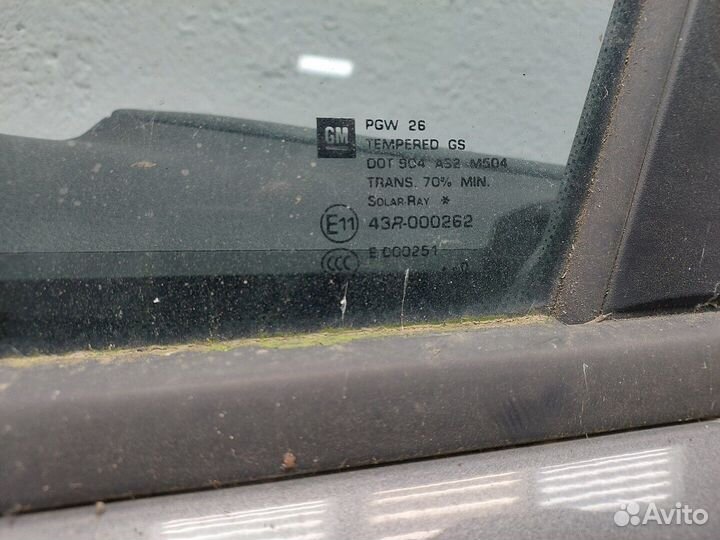 GM
PGW 26
TEMPERED GS
DOT 904 AS2 M504
TRANS. 70% MIN.
SOLAR-RAY *
E11 43R-000262
CCC E000251
Avito